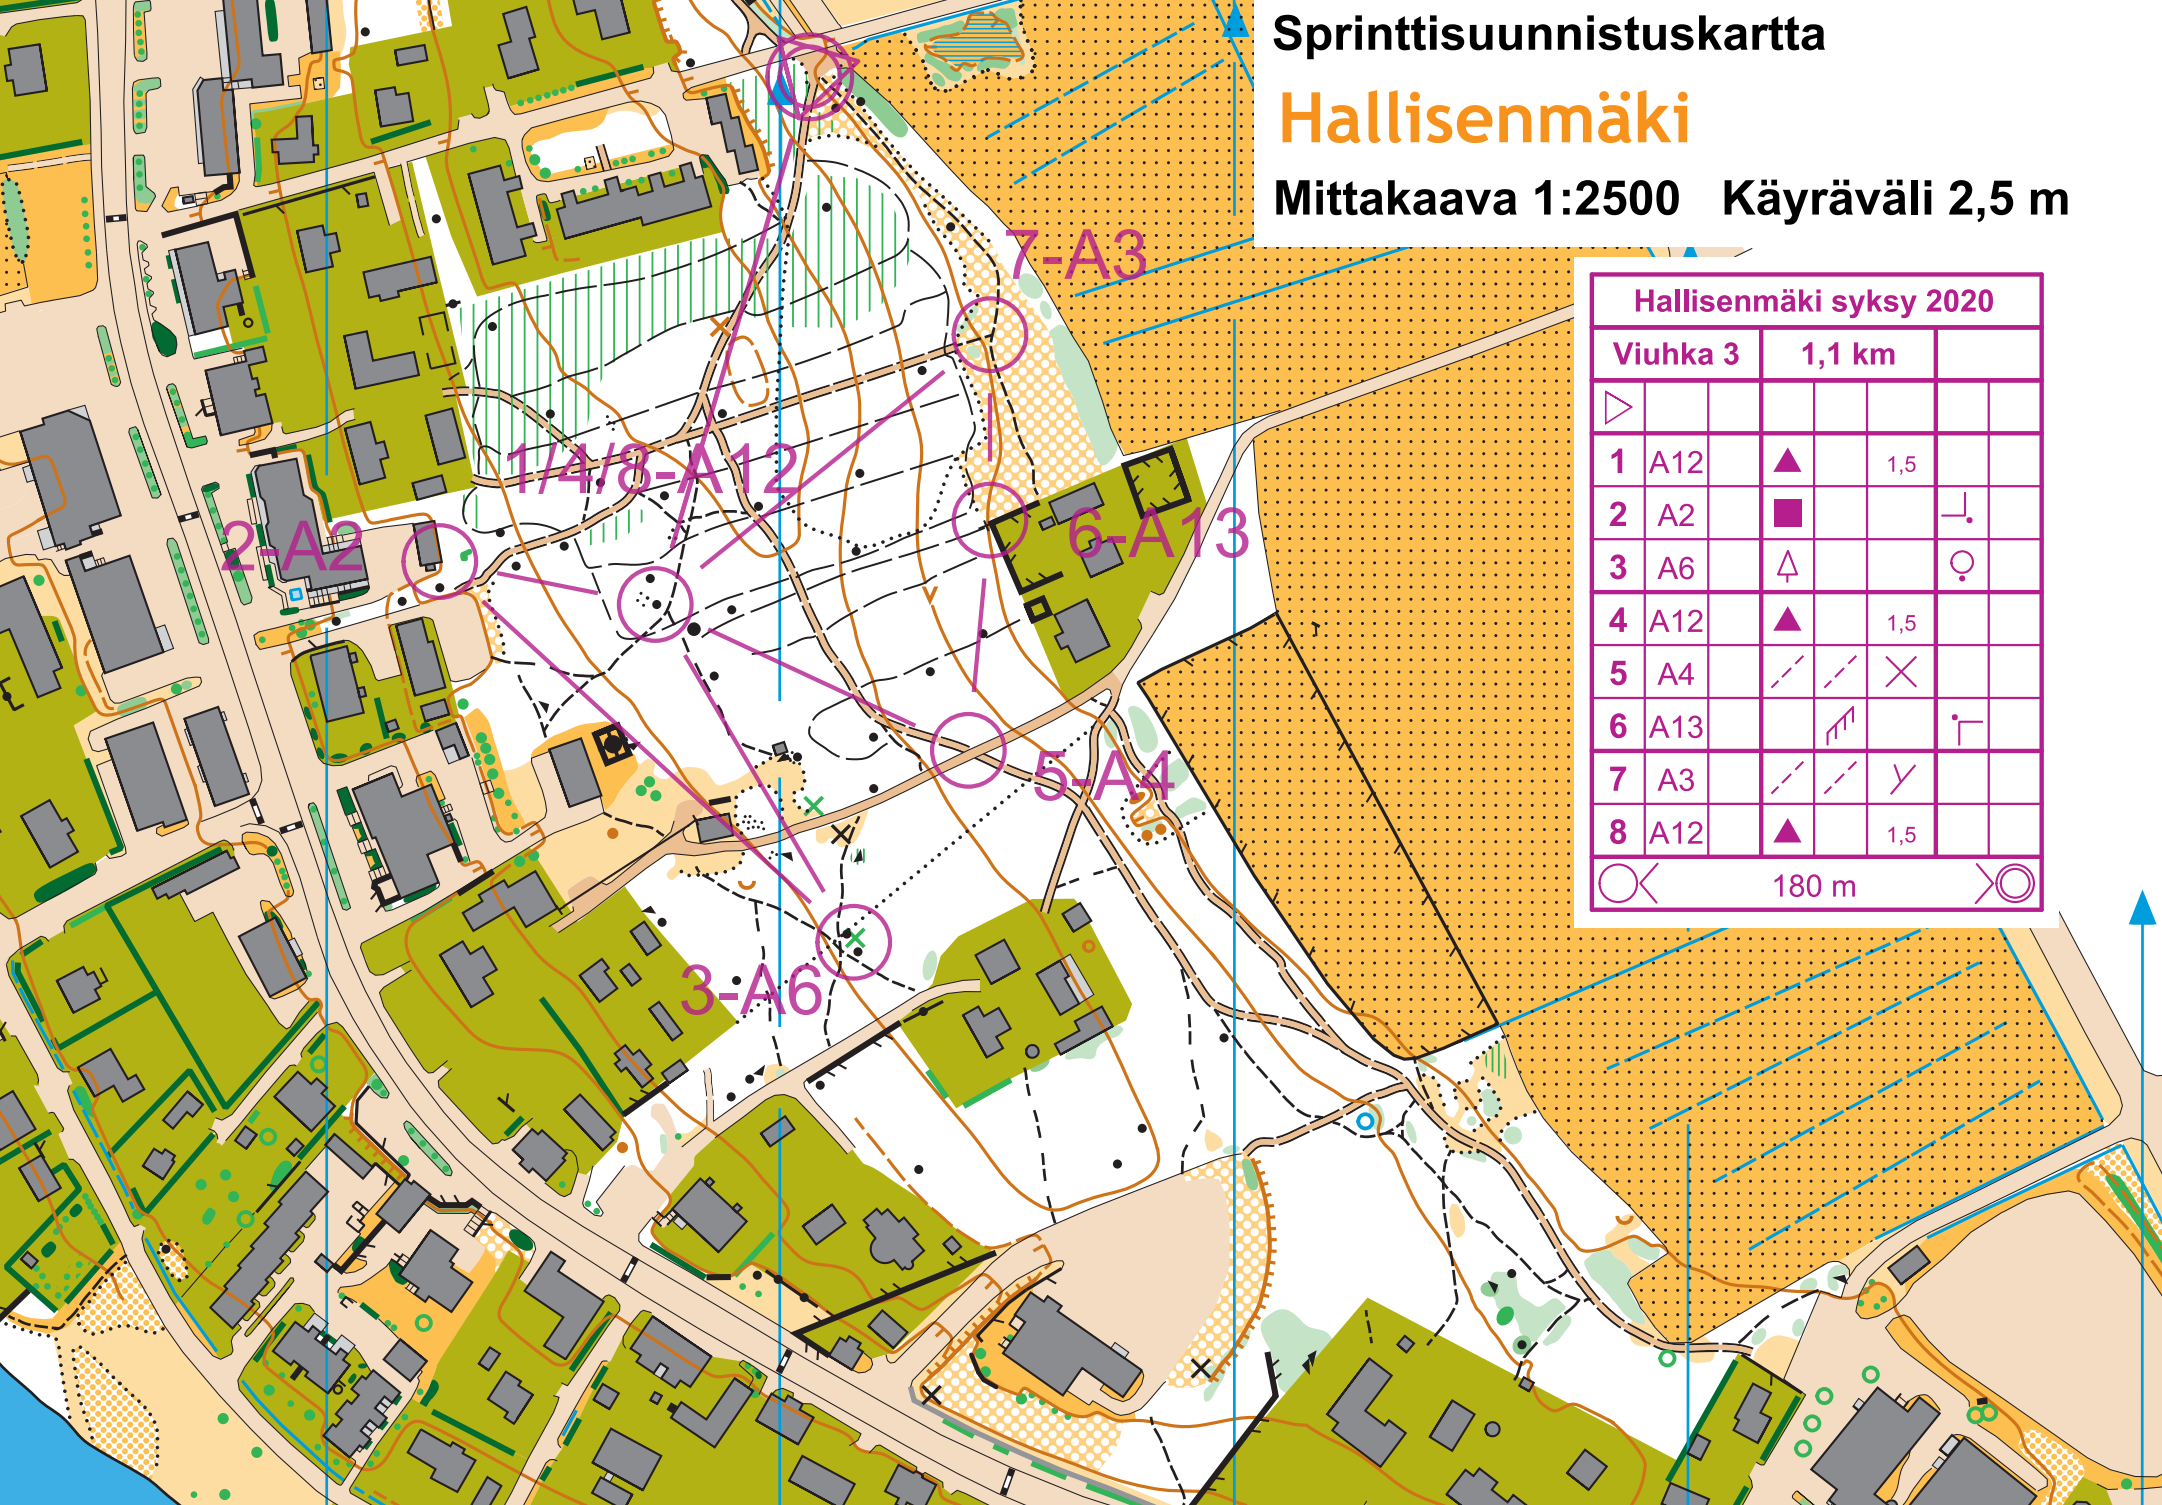 Sprinttisuunnistuskartta
Hallisenmäki
Mittakaava 1:2500 Käyräväli 2,5 m
Hallisenmäki syksy 2020
Viuhka 3 1,1 km
1 A12 1,5
2 A2
3 A6
4 A12 1,5
5 A4
6 A13
7 A3
8 A12 1,5
180 m
7-A3
1/4/8-A12
2-A2
6-A13
5-A4
3-A6